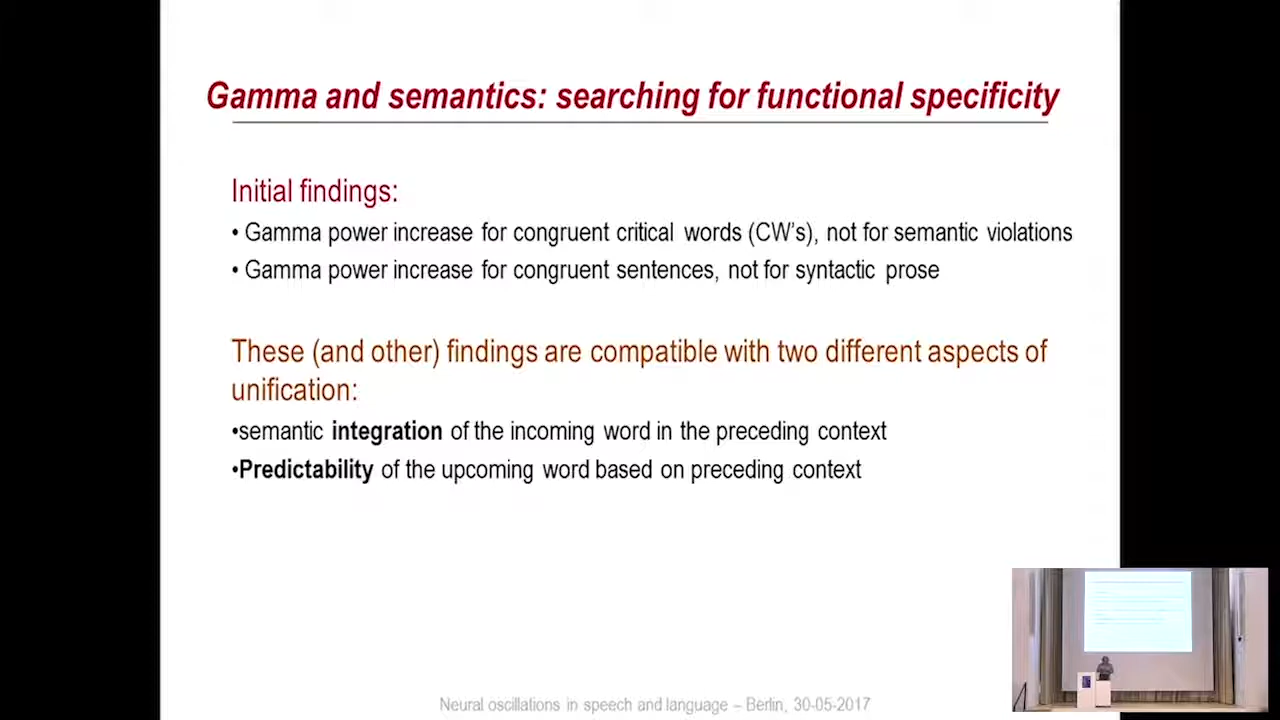 Gamma and semantics: searching for functional specificity
Initial findings:
• Gamma power increase for congruent critical words (CW's), not for semantic violations
• Gamma power increase for congruent sentences, not for syntactic prose
These (and other) findings are compatible with two different aspects of
unification:
•semantic integration of the incoming word in the preceding context
•Predictability of the upcoming word based on preceding context
Neural oscillations in speech and language – Berlin, 30-05-2017